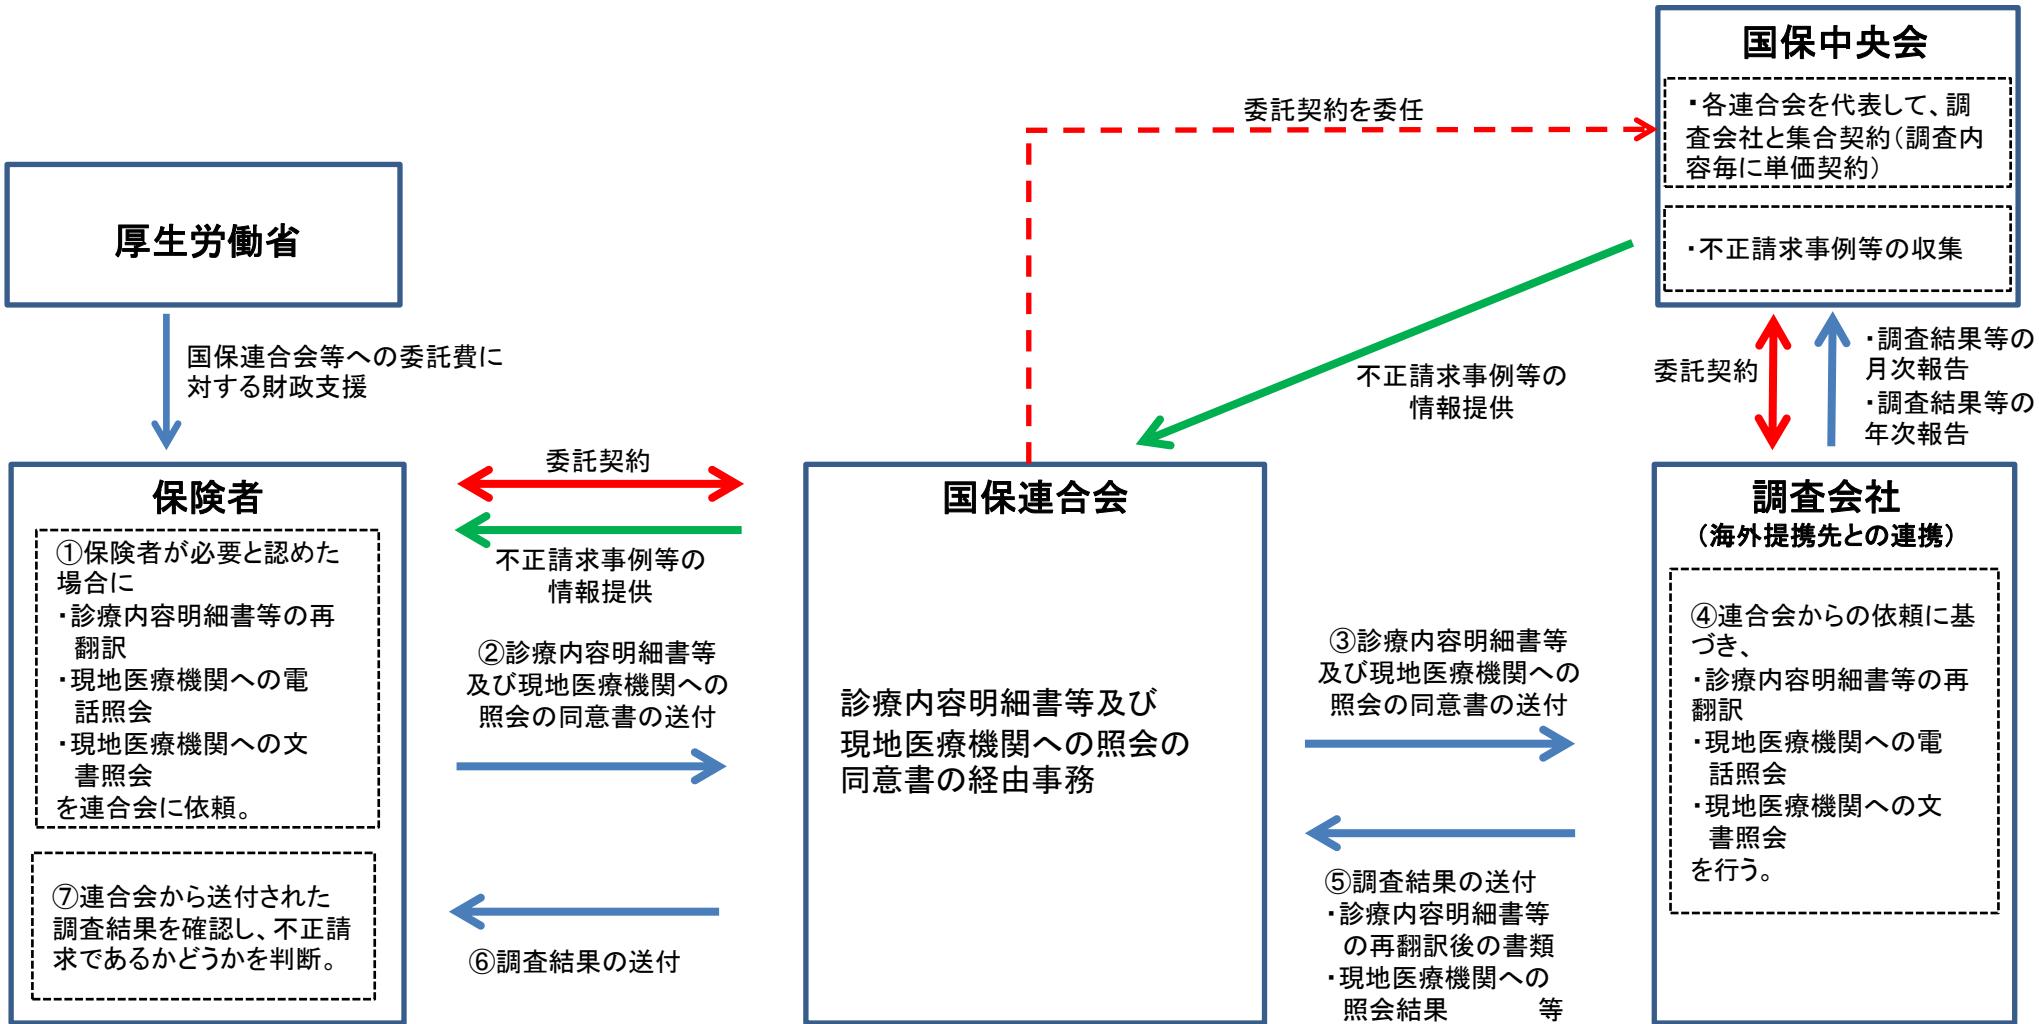 国保中央会
・各連合会を代表して、調
査会社と集合契約(調査内
容毎に単価契約)
・不正請求事例等の収集
委託契約を委任
厚生労働省
国保連合会等への委託費に
対する財政支援
不正請求事例等の
情報提供
委託契約
・調査結果等の
月次報告
・調査結果等の
年次報告
保険者
①保険者が必要と認めた
場合に
・診療内容明細書等の再
翻訳
・現地医療機関への電
話照会
・現地医療機関への文
書照会
を連合会に依頼。
⑦連合会から送付された
調査結果を確認し、不正請
求であるかどうかを判断。
委託契約
不正請求事例等の
情報提供
②診療内容明細書等
及び現地医療機関への
照会の同意書の送付
⑥調査結果の送付
国保連合会
診療内容明細書等及び
現地医療機関への照会の
同意書の経由事務
③診療内容明細書等
及び現地医療機関への
照会の同意書の送付
⑤調査結果の送付
・診療内容明細書等
の再翻訳後の書類
・現地医療機関への
照会結果 等
調査会社
(海外提携先との連携)
④連合会からの依頼に基
づき、
・診療内容明細書等の再
翻訳
・現地医療機関への電
話照会
・現地医療機関への文
書照会
を行う。